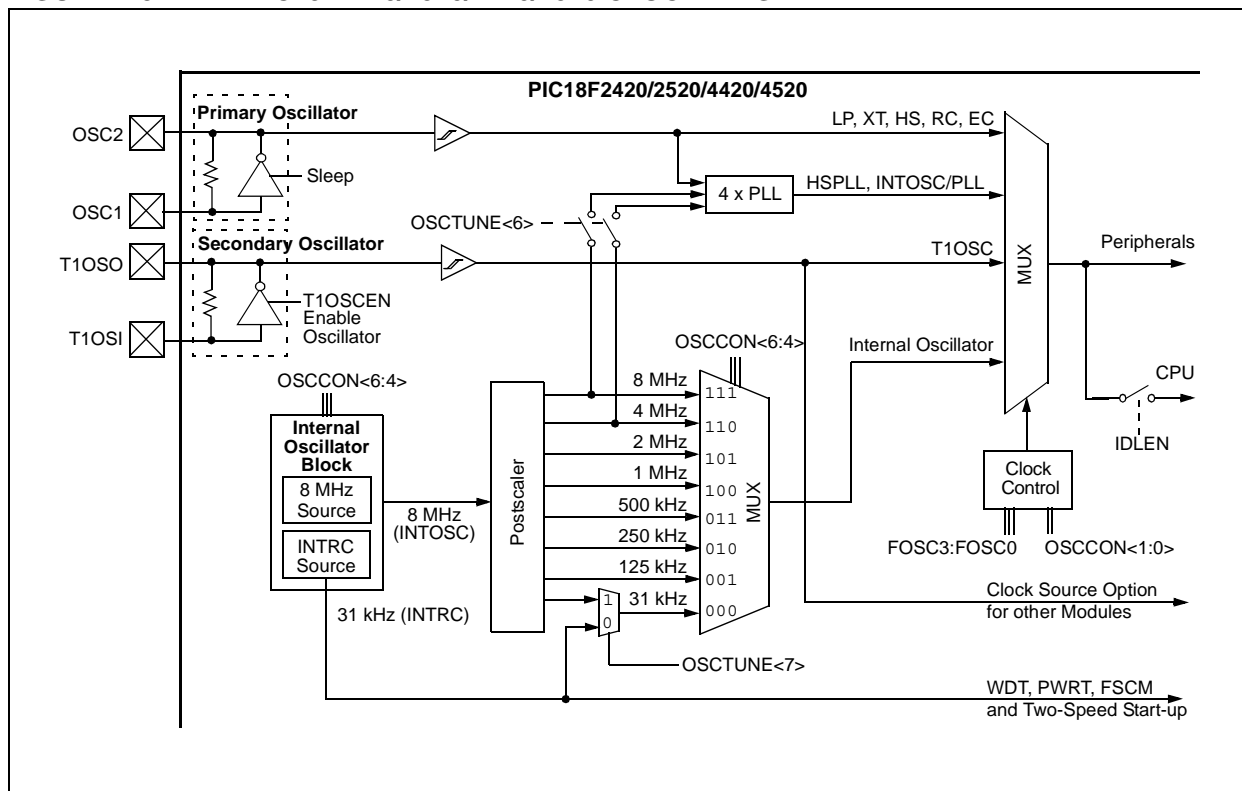 PIC18F2420/2520/4420/4520
Primary Oscillator
OSC2
Sleep
OSC1
LP, XT, HS, RC, EC
4 x PLL
HSPLL, INTOSC/PLL
OSCTUNE<6>
Secondary Oscillator
T1OSO
T1OSCEN
Enable
Oscillator
T1OSI
T1OSC
MUX
Peripherals
Internal Oscillator
CPU
IDLEN
Clock
Control
FOSC3:FOSC0
OSCCON<1:0>
Clock Source Option
for other Modules
OSCCON<6:4>
Internal
Oscillator
Block
8 MHz
Source
INTRC
Source
8 MHz
(INTOSC)
31 kHz (INTRC)
Postscaler
OSCCON<6:4>
8 MHz
111
4 MHz
110
2 MHz
101
1 MHz
100
500 kHz
011
250 kHz
010
125 kHz
001
1
0
31 kHz
000
MUX
OSCTUNE<7>
WDT, PWRT, FSCM
and Two-Speed Start-up